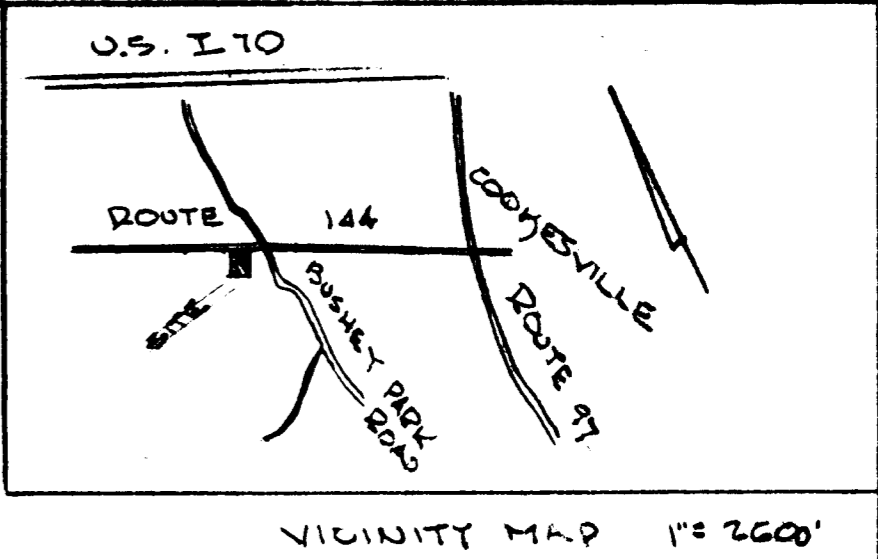 U.S. I 70
ROUTE 144
COOKESVILLE
SITE
BUSHEY PARK
ROAD
ROUTE 97
VICINITY MAP 1"= 2600'